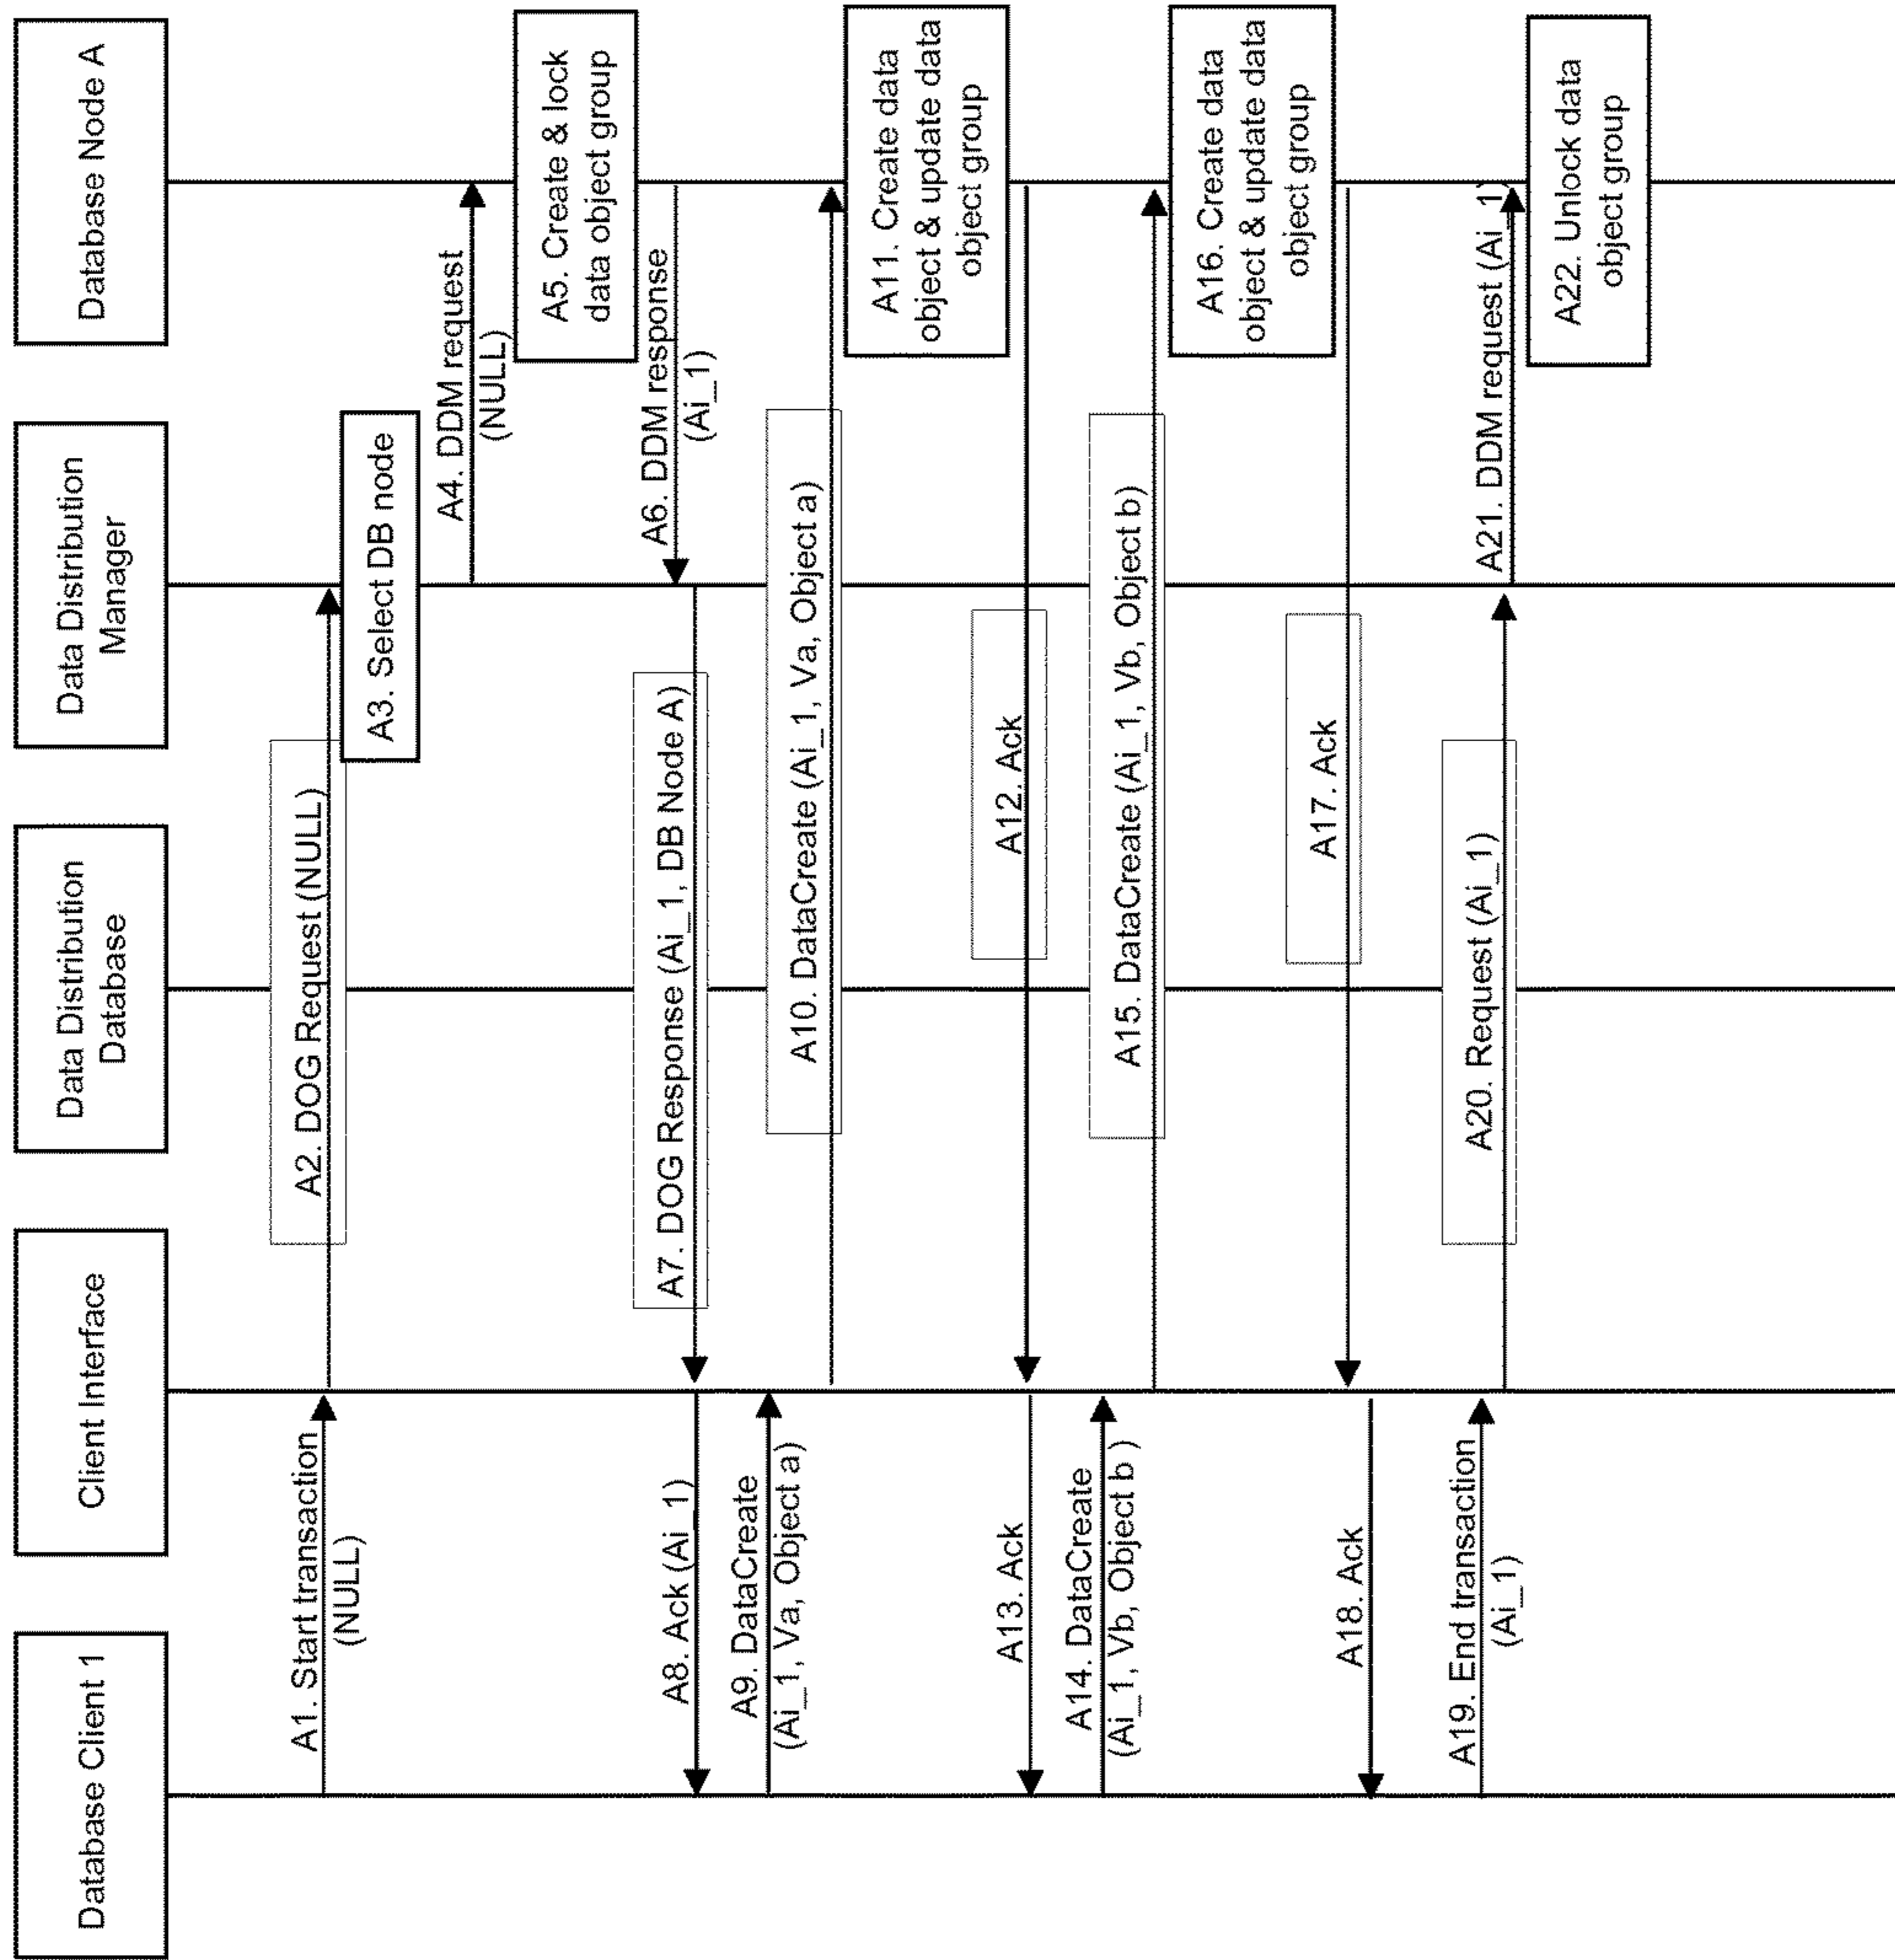 Database Client 1
Client Interface
Data Distribution
Database
Data Distribution
Manager
Database Node A
A1. Start transaction
(NULL)
A2. DOG Request (NULL)
A3. Select DB node
A4. DDM request
(NULL)
A5. Create & lock
data object group
A6. DDM response
(Ai_1)
A7. DOG Response (Ai_1, DB Node A)
A8. Ack (Ai_1)
A9. DataCreate
(Ai_1, Va, Object a)
A10. DataCreate (Ai_1, Va, Object a)
A11. Create data
object & update data
object group
A12. Ack
A13. Ack
A14. DataCreate
(Ai_1, Vb, Object b )
A15. DataCreate (Ai_1, Vb, Object b)
A16. Create data
object & update data
object group
A17. Ack
A18. Ack
A19. End transaction
(Ai_1)
A20. Request (Ai_1)
A21. DDM request (Ai_1)
A22. Unlock data
object group